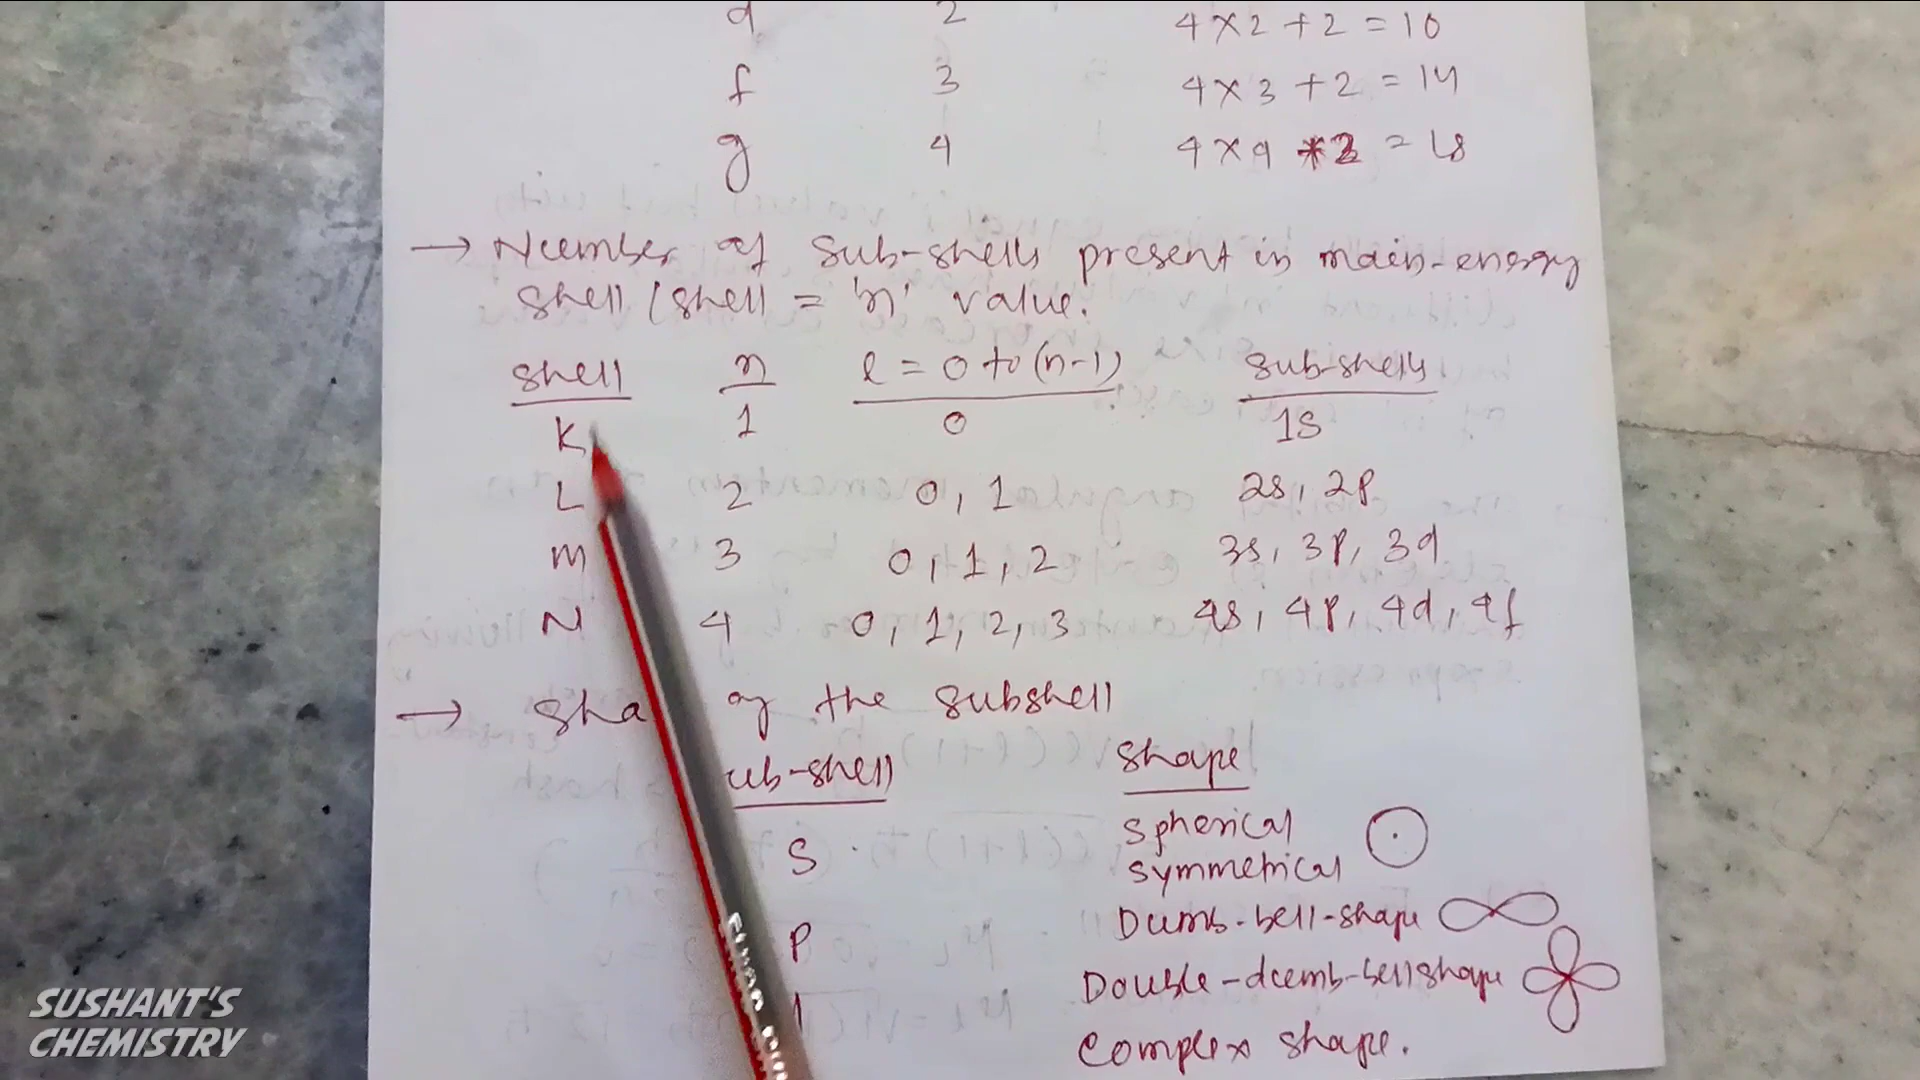 d 2 4×2+2=10
f 3 4×3+2=14
g 4 4×4 +2 =18
→ Number of sub-shells present in main-energy
shell (shell = 'n' value.
shell n l = 0 to (n-1) sub-shells
K 1 0 1s
L 2 0, 1 2s, 2p
M 3 0, 1, 2 3s, 3p, 3d
N 4 0, 1, 2, 3 4s, 4p, 4d, 4f
→ Sha of the subshell
ub-shell shape
S spherical
symmetrical
P Dumb-bell-shape
Double-dumb-bell shape
complex shape.
SUSHANT'S
CHEMISTRY